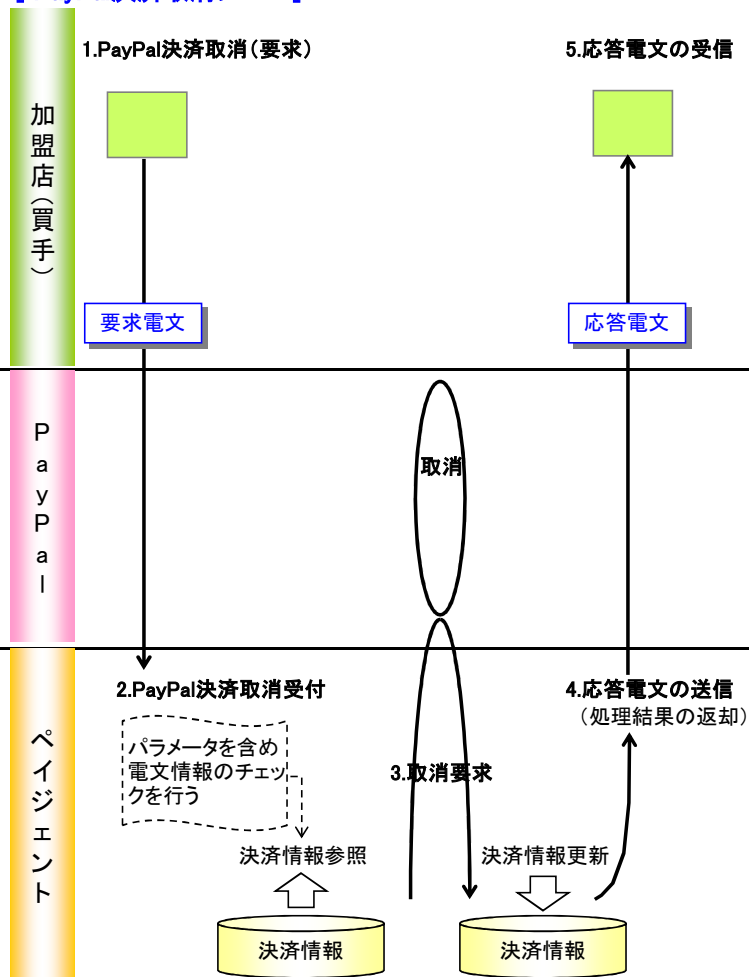 1.PayPal決済取消（要求）
5.応答電文の受信
加盟店（買手）
要求電文
応答電文
PayPal
取消
2.PayPal決済取消受付
4.応答電文の送信
（処理結果の返却）
パラメータを含め
電文情報のチェッ
クを行う
3.取消要求
ペイジェント
決済情報参照
決済情報更新
決済情報
決済情報